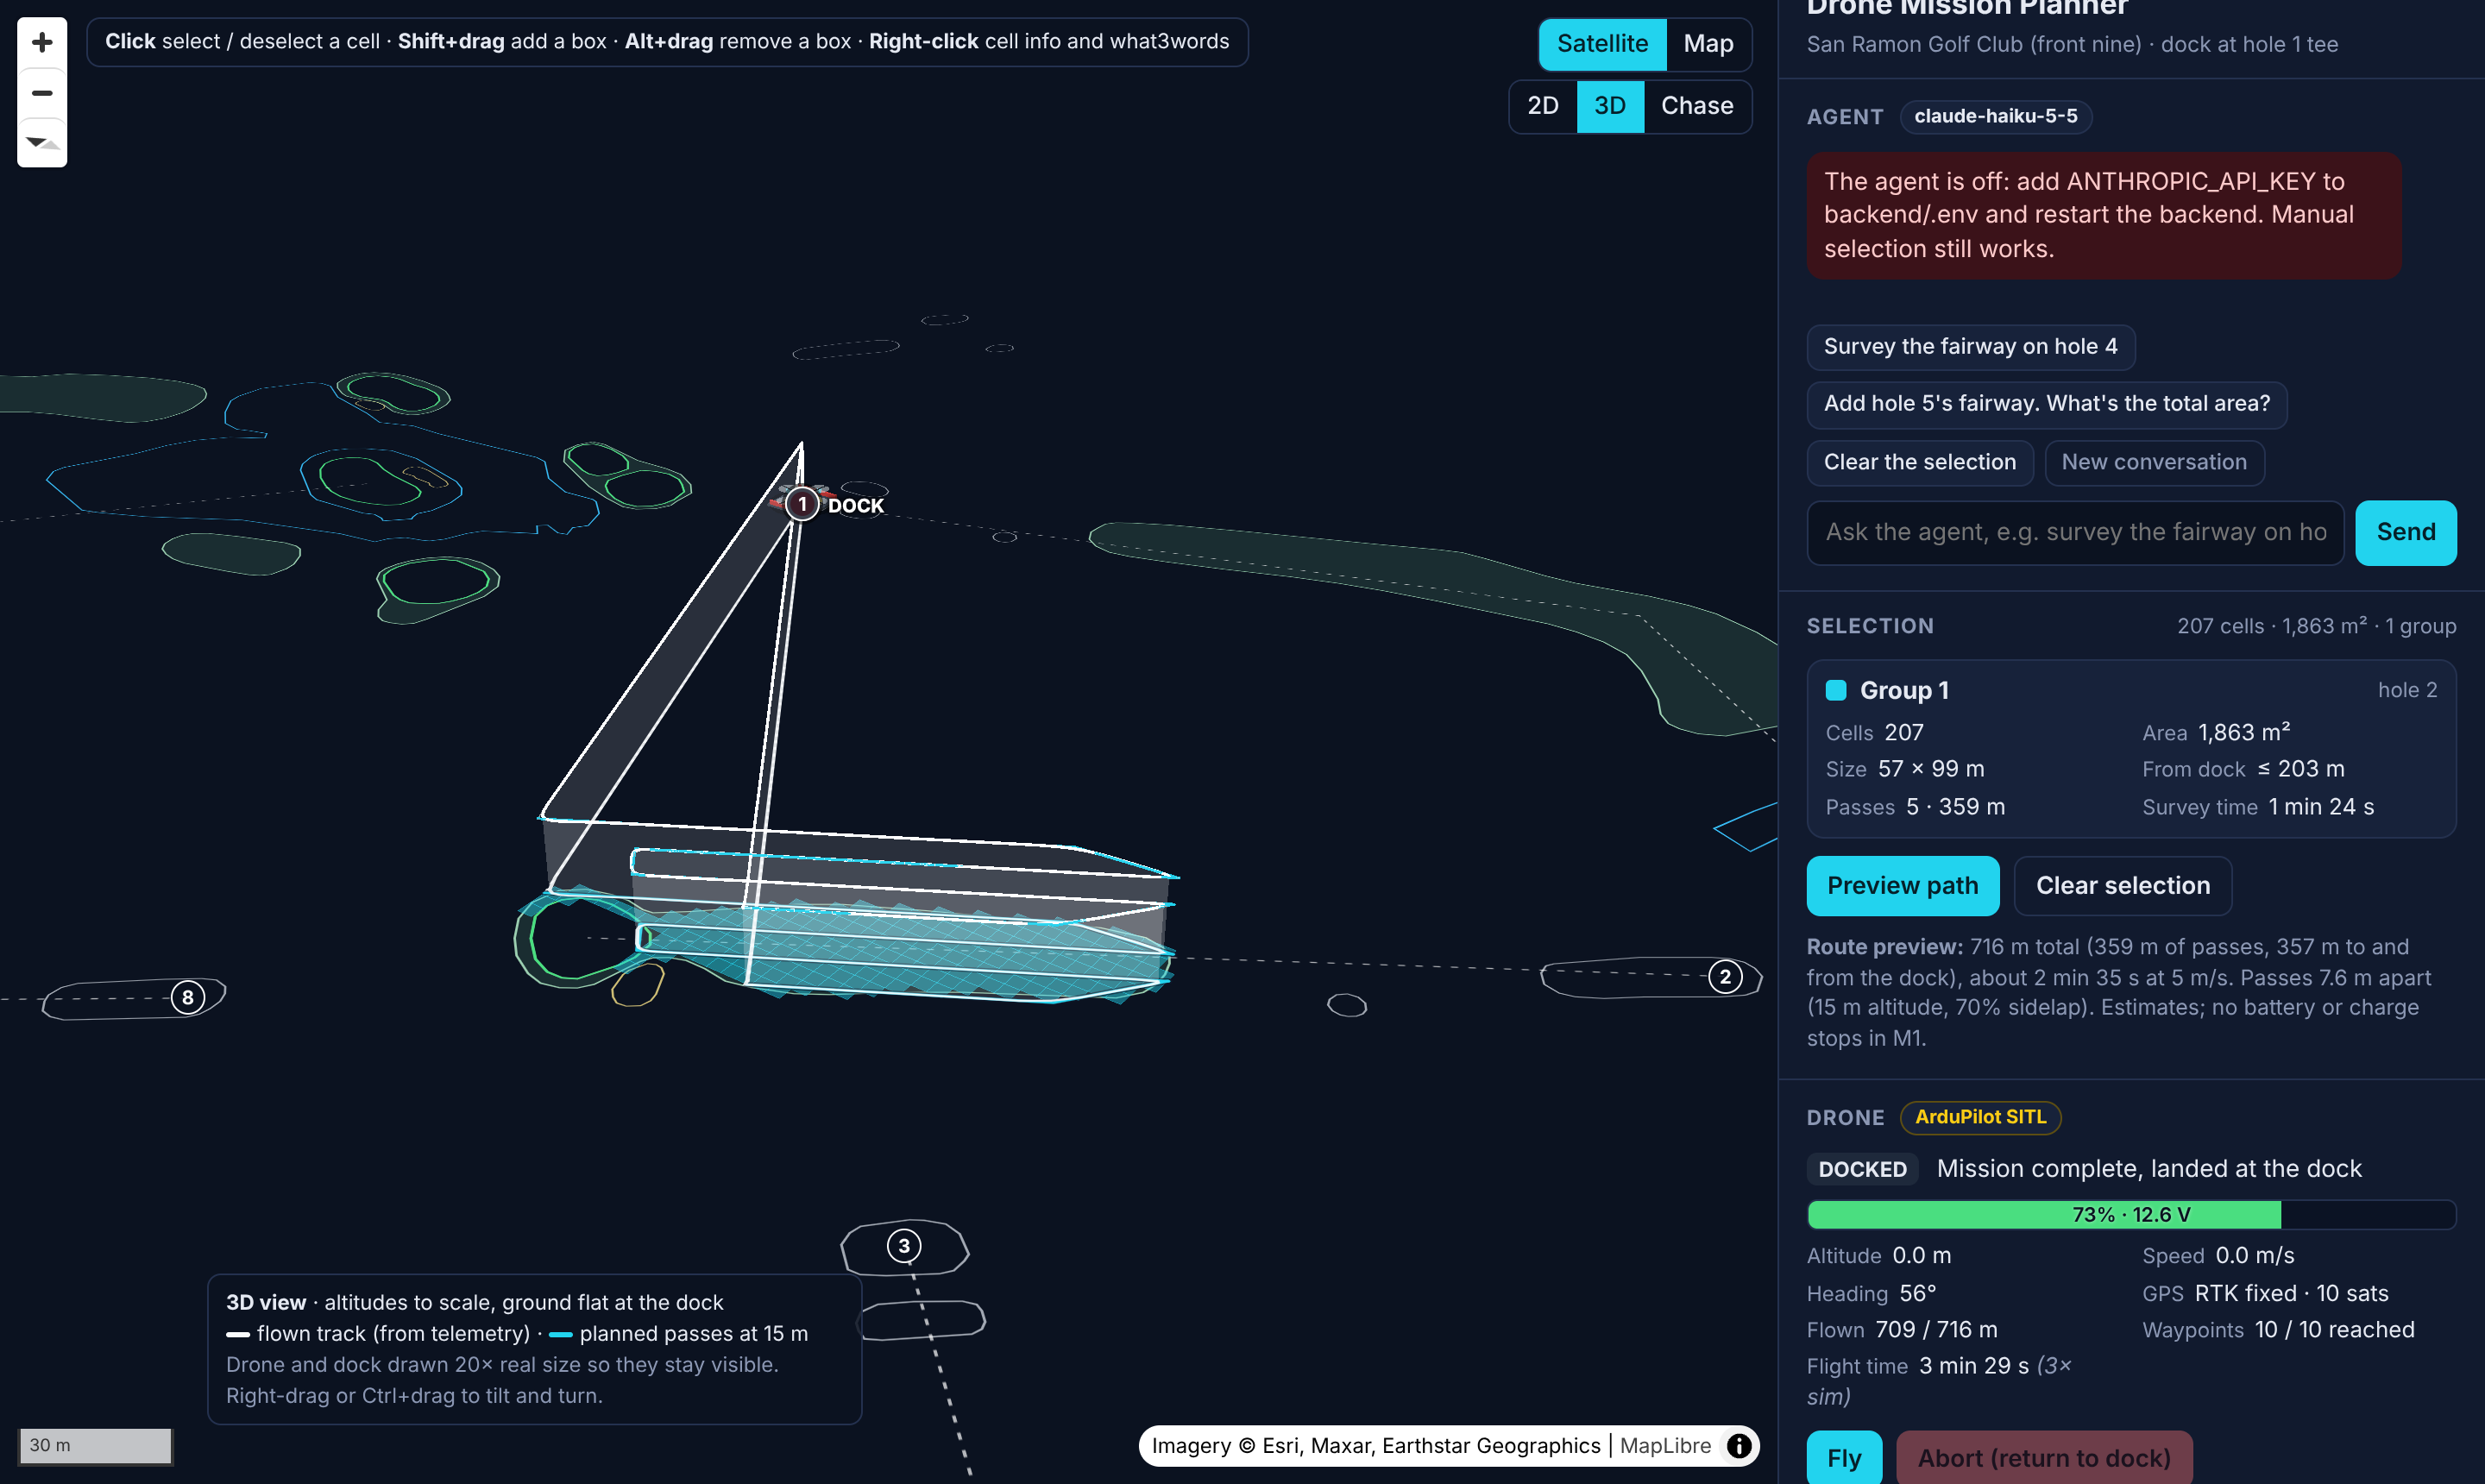 Click select / deselect a cell · Shift+drag add a box · Alt+drag remove a box · Right-click cell info and what3words
Satellite Map
2D 3D Chase
1 DOCK
8
2
3
3D view · altitudes to scale, ground flat at the dock
flown track (from telemetry) · planned passes at 15 m
Drone and dock drawn 20× real size so they stay visible.
Right-drag or Ctrl+drag to tilt and turn.
30 m
Imagery © Esri, Maxar, Earthstar Geographics | MapLibre
Drone Mission Planner
San Ramon Golf Club (front nine) · dock at hole 1 tee
AGENT claude-haiku-5-5
The agent is off: add ANTHROPIC_API_KEY to
backend/.env and restart the backend. Manual
selection still works.
Survey the fairway on hole 4
Add hole 5's fairway. What's the total area?
Clear the selection New conversation
Ask the agent, e.g. survey the fairway on ho Send
SELECTION 207 cells · 1,863 m² · 1 group
Group 1 hole 2
Cells 207 Area 1,863 m²
Size 57 × 99 m From dock ≤ 203 m
Passes 5 · 359 m Survey time 1 min 24 s
Preview path Clear selection
Route preview: 716 m total (359 m of passes, 357 m to and
from the dock), about 2 min 35 s at 5 m/s. Passes 7.6 m apart
(15 m altitude, 70% sidelap). Estimates; no battery or charge
stops in M1.
DRONE ArduPilot SITL
DOCKED Mission complete, landed at the dock
73% · 12.6 V
Altitude 0.0 m Speed 0.0 m/s
Heading 56° GPS RTK fixed · 10 sats
Flown 709 / 716 m Waypoints 10 / 10 reached
Flight time 3 min 29 s (3×
sim)
Fly Abort (return to dock)